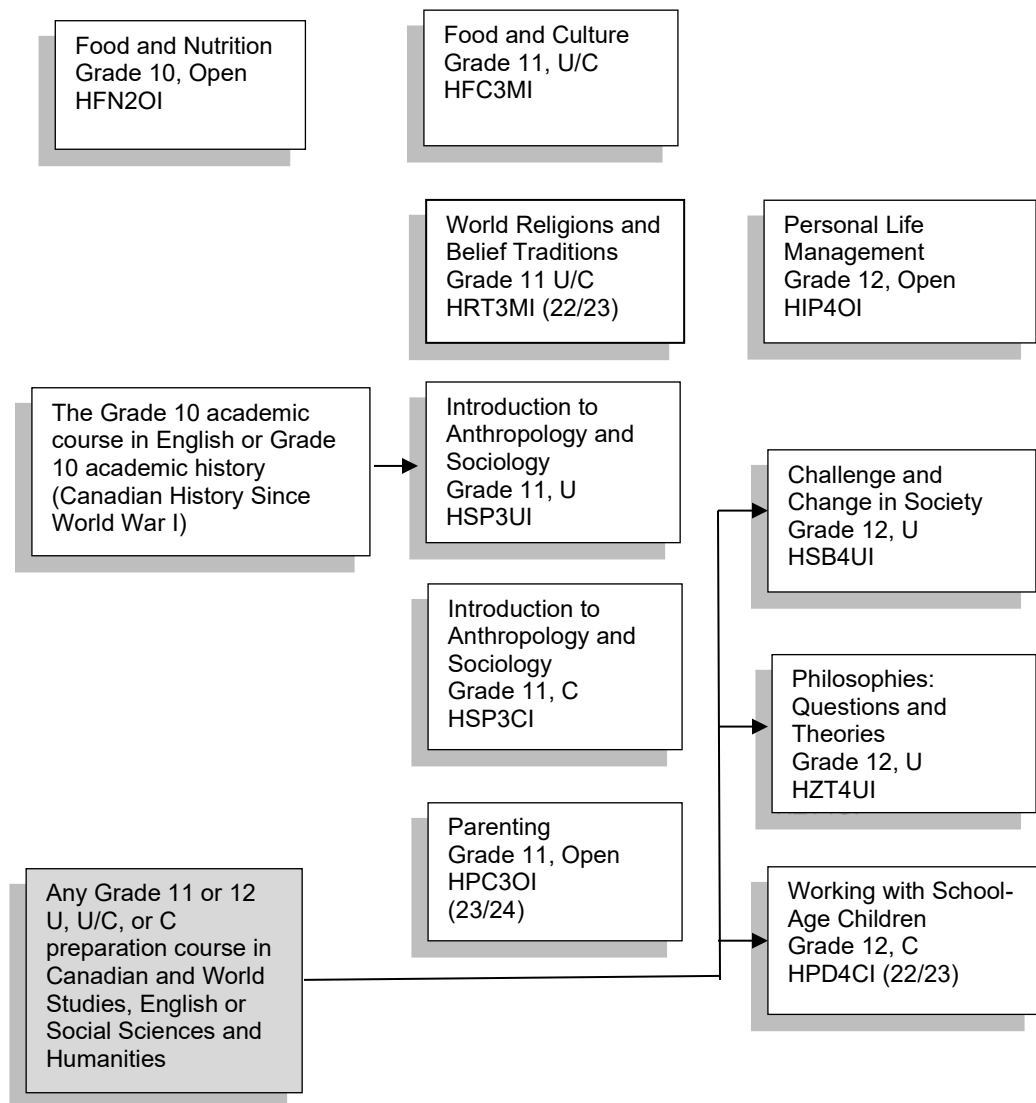 Food and Nutrition
Grade 10, Open
HFN2OI
Food and Culture
Grade 11, U/C
HFC3MI
World Religions and
Belief Traditions
Grade 11 U/C
HRT3MI (22/23)
Personal Life
Management
Grade 12, Open
HIP4OI
The Grade 10 academic
course in English or Grade
10 academic history
(Canadian History Since
World War I)
Introduction to
Anthropology and
Sociology
Grade 11, U
HSP3UI
Challenge and
Change in Society
Grade 12, U
HSB4UI
Introduction to
Anthropology and
Sociology
Grade 11, C
HSP3CI
Philosophies:
Questions and
Theories
Grade 12, U
HZT4UI
Parenting
Grade 11, Open
HPC3OI
(23/24)
Any Grade 11 or 12
U, U/C, or C
preparation course in
Canadian and World
Studies, English or
Social Sciences and
Humanities
Working with School-
Age Children
Grade 12, C
HPD4CI (22/23)